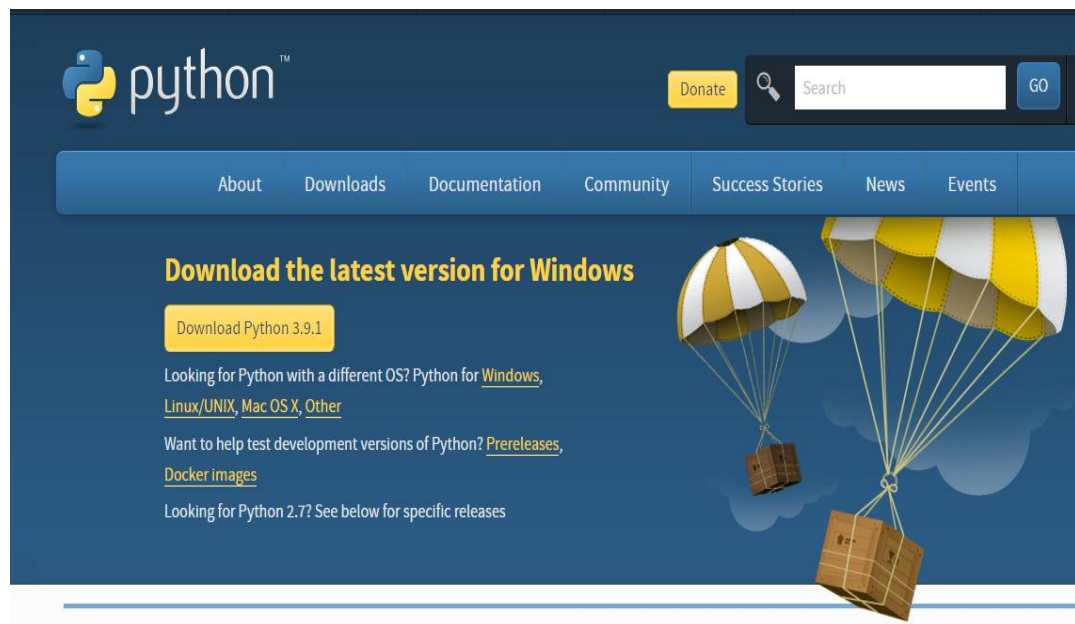 python™
Donate
Search
GO
About Downloads Documentation Community Success Stories News Events
Download the latest version for Windows
Download Python 3.9.1
Looking for Python with a different OS? Python for Windows,
Linux/UNIX, Mac OS X, Other
Want to help test development versions of Python? Prereleases,
Docker images
Looking for Python 2.7? See below for specific releases